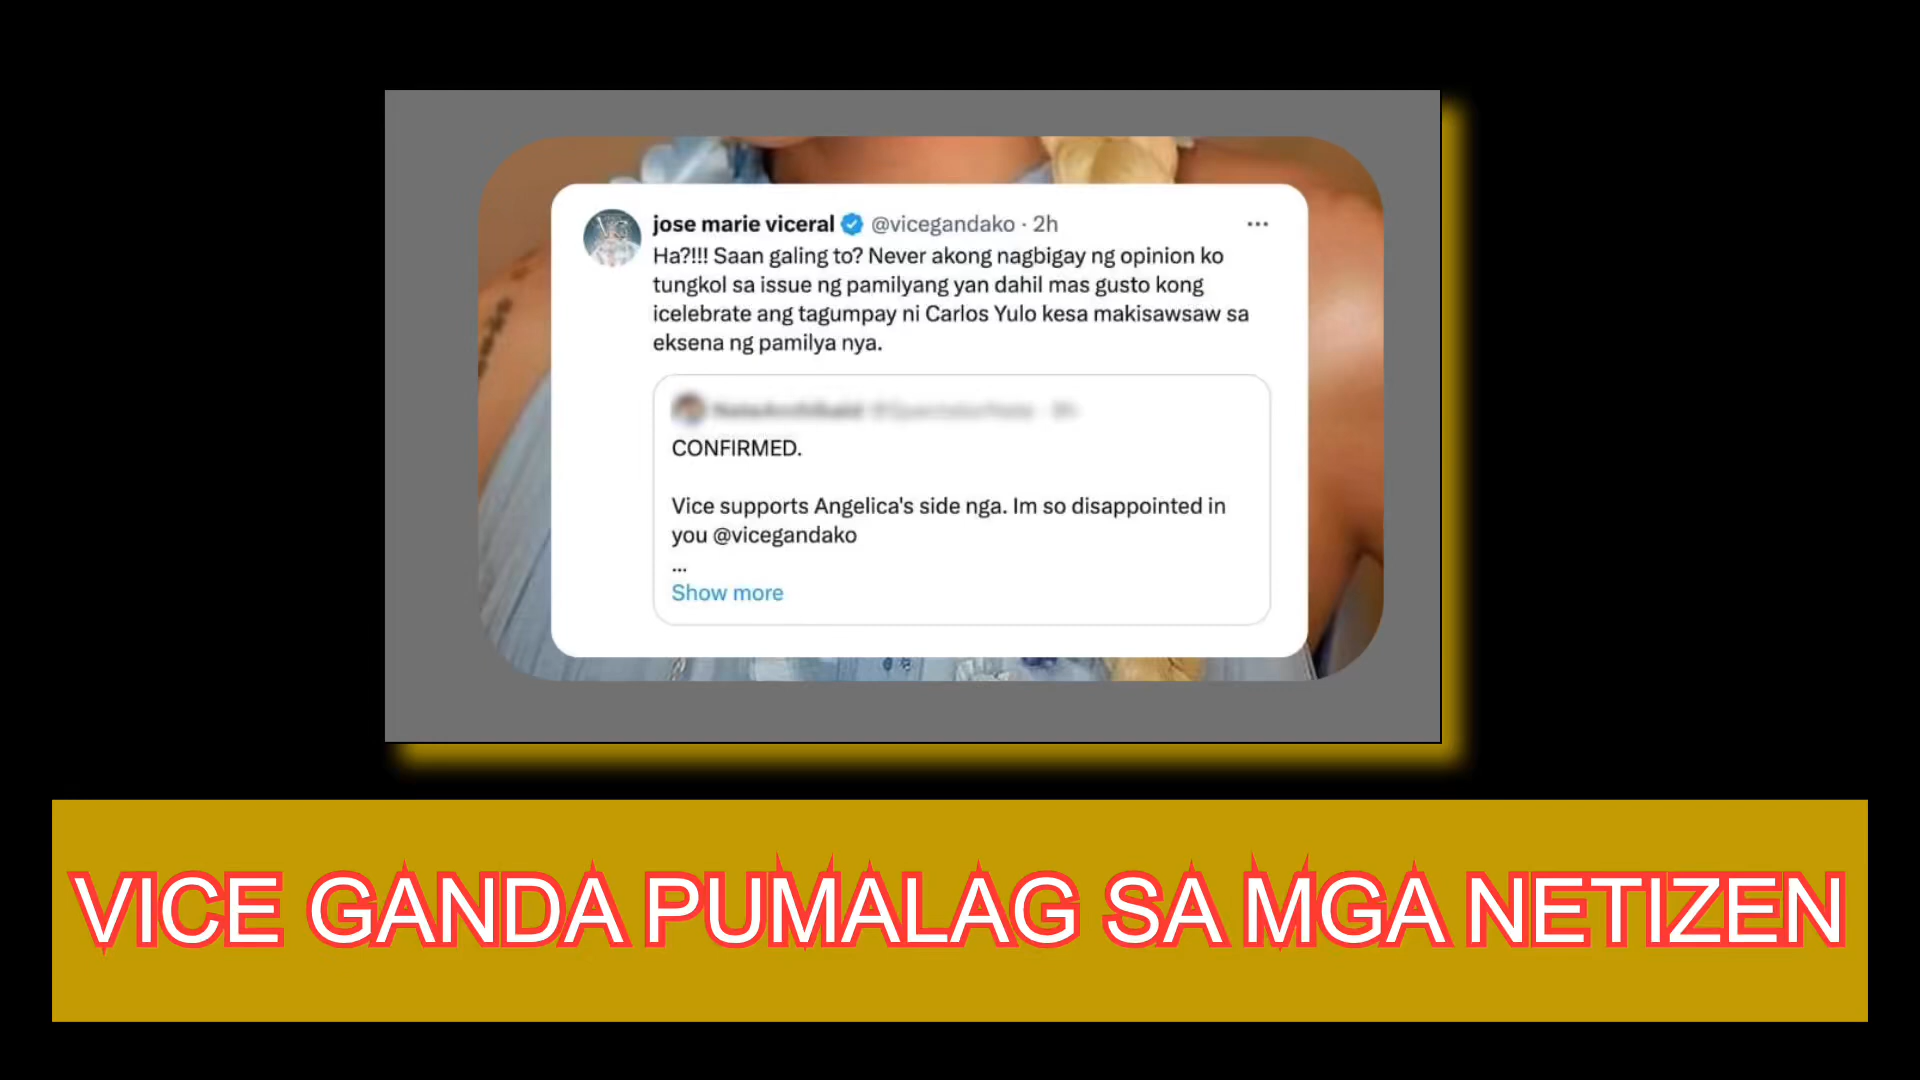 jose marie viceral @vicegandako · 2h
Ha?!!! Saan galing to? Never akong nagbigay ng opinion ko
tungkol sa issue ng pamilyang yan dahil mas gusto kong
icelebrate ang tagumpay ni Carlos Yulo kesa makisawsaw sa
eksena ng pamilya nya.
CONFIRMED.
Vice supports Angelica's side nga. Im so disappointed in
you @vicegandako
...
Show more
VICE GANDA PUMALAG SA MGA NETIZEN